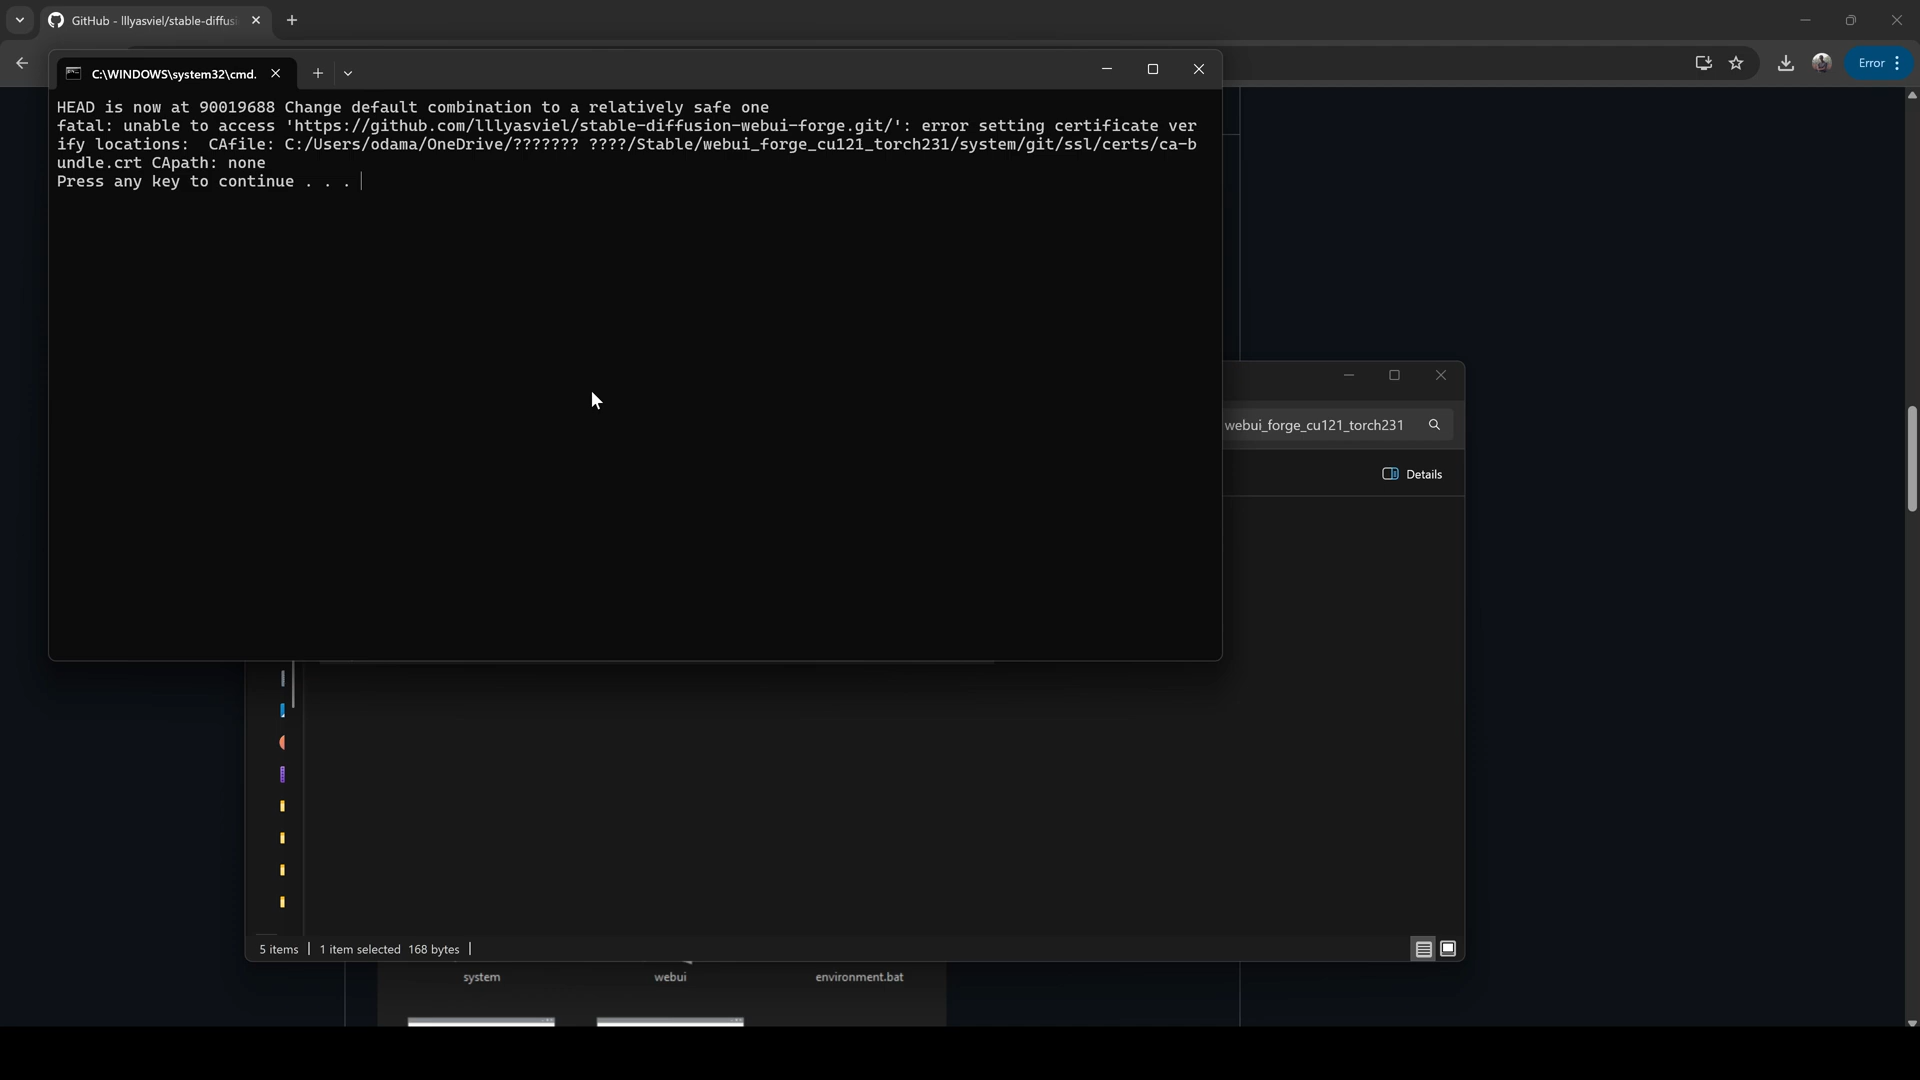 GitHub - lllyasviel/stable-diffusi
C:\WINDOWS\system32\cmd.
Error
HEAD is now at 90019688 Change default combination to a relatively safe one
fatal: unable to access 'https://github.com/lllyasviel/stable-diffusion-webui-forge.git/': error setting certificate ver
ify locations:  CAfile: C:/Users/odama/OneDrive/??????? ????/Stable/webui_forge_cu121_torch231/system/git/ssl/certs/ca-b
undle.crt CApath: none
Press any key to continue . . .
webui_forge_cu121_torch231
Details
5 items
1 item selected 168 bytes
system
webui
environment.bat